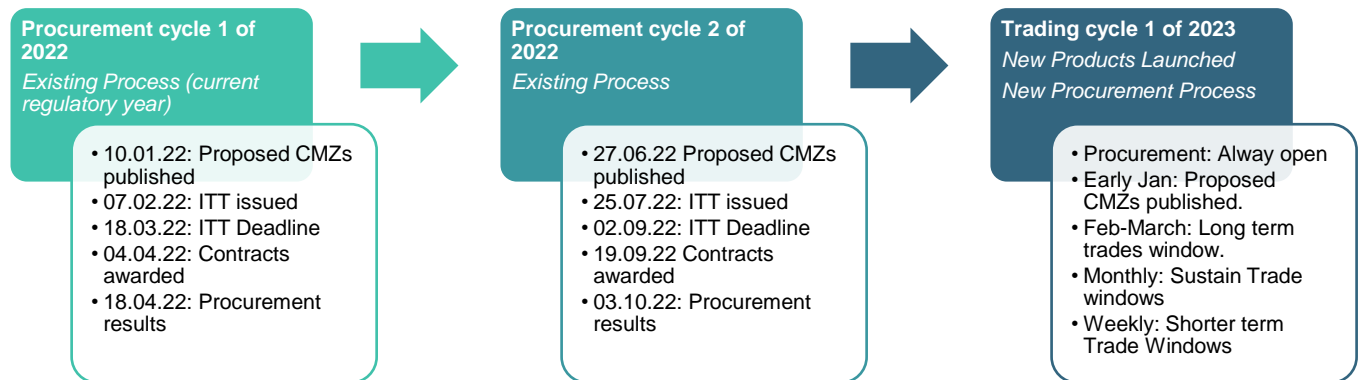 Procurement cycle 1 of
2022
Existing Process (current
regulatory year)
• 10.01.22: Proposed CMZs
published
• 07.02.22: ITT issued
• 18.03.22: ITT Deadline
• 04.04.22: Contracts
awarded
• 18.04.22: Procurement
results
Procurement cycle 2 of
2022
Existing Process
• 27.06.22 Proposed CMZs
published
• 25.07.22: ITT issued
• 02.09.22: ITT Deadline
• 19.09.22 Contracts
awarded
• 03.10.22: Procurement
results
Trading cycle 1 of 2023
New Products Launched
New Procurement Process
• Procurement: Alway open
• Early Jan: Proposed
CMZs published.
• Feb-March: Long term
trades window.
• Monthly: Sustain Trade
windows
• Weekly: Shorter term
Trade Windows